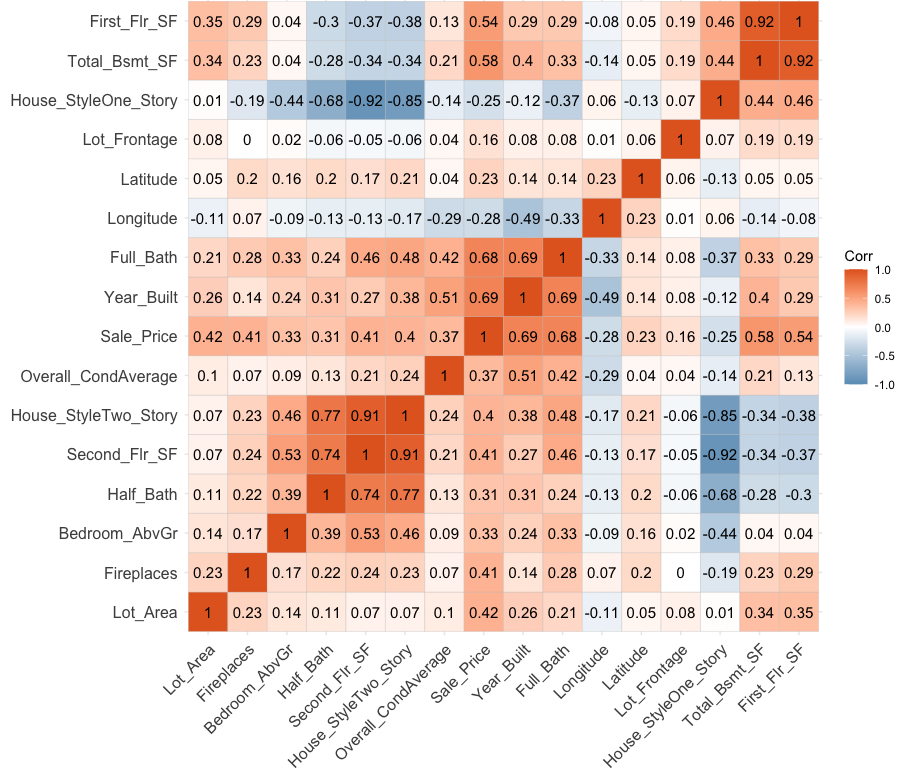 First_Flr_SF 0.35 0.29 0.04 -0.3 -0.37 -0.38 0.13 0.54 0.29 0.29 -0.08 0.05 0.19 0.46 0.92 1
Total_Bsmt_SF 0.34 0.23 0.04 -0.28 -0.34 -0.34 0.21 0.58 0.4 0.33 -0.14 0.05 0.19 0.44 1 0.92
House_StyleOne_Story 0.01 -0.19 -0.44 -0.68 -0.92 -0.85 -0.14 -0.25 -0.12 -0.37 0.06 -0.13 0.07 1 0.44 0.46
Lot_Frontage 0.08 0 0.02 -0.06 -0.05 -0.06 0.04 0.16 0.08 0.08 0.01 0.06 1 0.07 0.19 0.19
Latitude 0.05 0.2 0.16 0.2 0.17 0.21 0.04 0.23 0.14 0.14 0.23 1 0.06 -0.13 0.05 0.05
Longitude -0.11 0.07 -0.09 -0.13 -0.13 -0.17 -0.29 -0.28 -0.49 -0.33 1 0.23 0.01 0.06 -0.14 -0.08
Full_Bath 0.21 0.28 0.33 0.24 0.46 0.48 0.42 0.68 0.69 1 -0.33 0.14 0.08 -0.37 0.33 0.29
Year_Built 0.26 0.14 0.24 0.31 0.27 0.38 0.51 0.69 1 0.69 -0.49 0.14 0.08 -0.12 0.4 0.29
Sale_Price 0.42 0.41 0.33 0.31 0.41 0.4 0.37 1 0.69 0.68 -0.28 0.23 0.16 -0.25 0.58 0.54
Overall_CondAverage 0.1 0.07 0.09 0.13 0.21 0.24 1 0.37 0.51 0.42 -0.29 0.04 0.04 -0.14 0.21 0.13
House_StyleTwo_Story 0.07 0.23 0.46 0.77 0.91 1 0.24 0.4 0.38 0.48 -0.17 0.21 -0.06 -0.85 -0.34 -0.38
Second_Flr_SF 0.07 0.24 0.53 0.74 1 0.91 0.21 0.41 0.27 0.46 -0.13 0.17 -0.05 -0.92 -0.34 -0.37
Half_Bath 0.11 0.22 0.39 1 0.74 0.77 0.13 0.31 0.31 0.24 -0.13 0.2 -0.06 -0.68 -0.28 -0.3
Bedroom_AbvGr 0.14 0.17 1 0.39 0.53 0.46 0.09 0.33 0.24 0.33 -0.09 0.16 0.02 -0.44 0.04 0.04
Fireplaces 0.23 1 0.17 0.22 0.24 0.23 0.07 0.41 0.14 0.28 0.07 0.2 0 -0.19 0.23 0.29
Lot_Area 1 0.23 0.14 0.11 0.07 0.07 0.1 0.42 0.26 0.21 -0.11 0.05 0.08 0.01 0.34 0.35
Lot_Area
Fireplaces
Bedroom_AbvGr
Half_Bath
Second_Flr_SF
House_StyleTwo_Story
Overall_CondAverage
Sale_Price
Year_Built
Full_Bath
Longitude
Latitude
Lot_Frontage
House_StyleOne_Story
Total_Bsmt_SF
First_Flr_SF
Corr
1.0
0.5
0.0
-0.5
-1.0